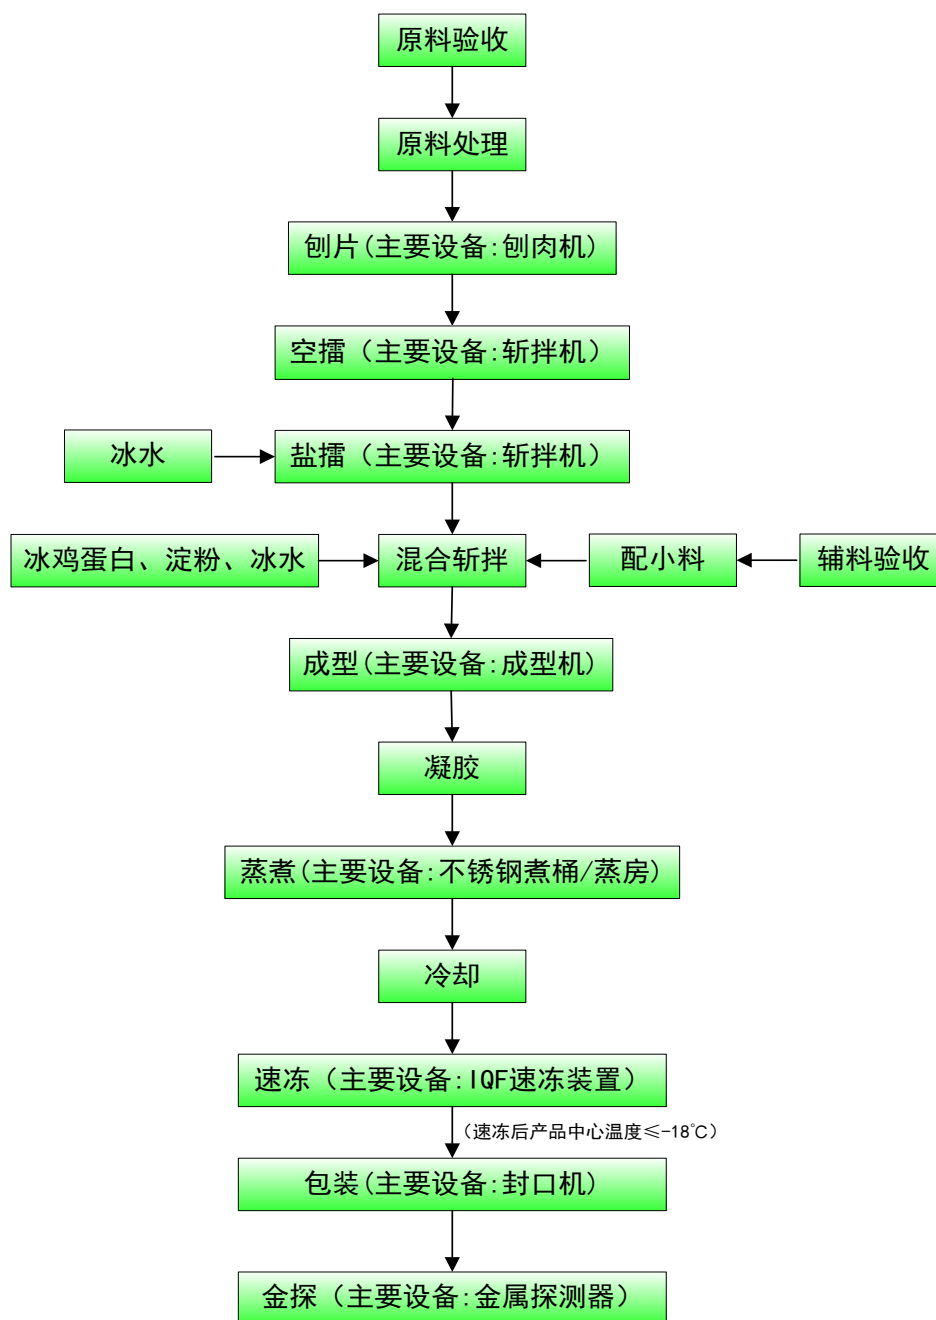 原料验收
原料处理
刨片(主要设备:刨肉机)
空擂（主要设备:斩拌机）
冰水
盐擂（主要设备:斩拌机）
冰鸡蛋白、淀粉、冰水
混合斩拌
配小料
辅料验收
成型(主要设备:成型机)
凝胶
蒸煮(主要设备:不锈钢煮桶/蒸房)
冷却
速冻（主要设备:IQF速冻装置）
（速冻后产品中心温度≤-18℃）
包装(主要设备:封口机)
金探（主要设备:金属探测器）